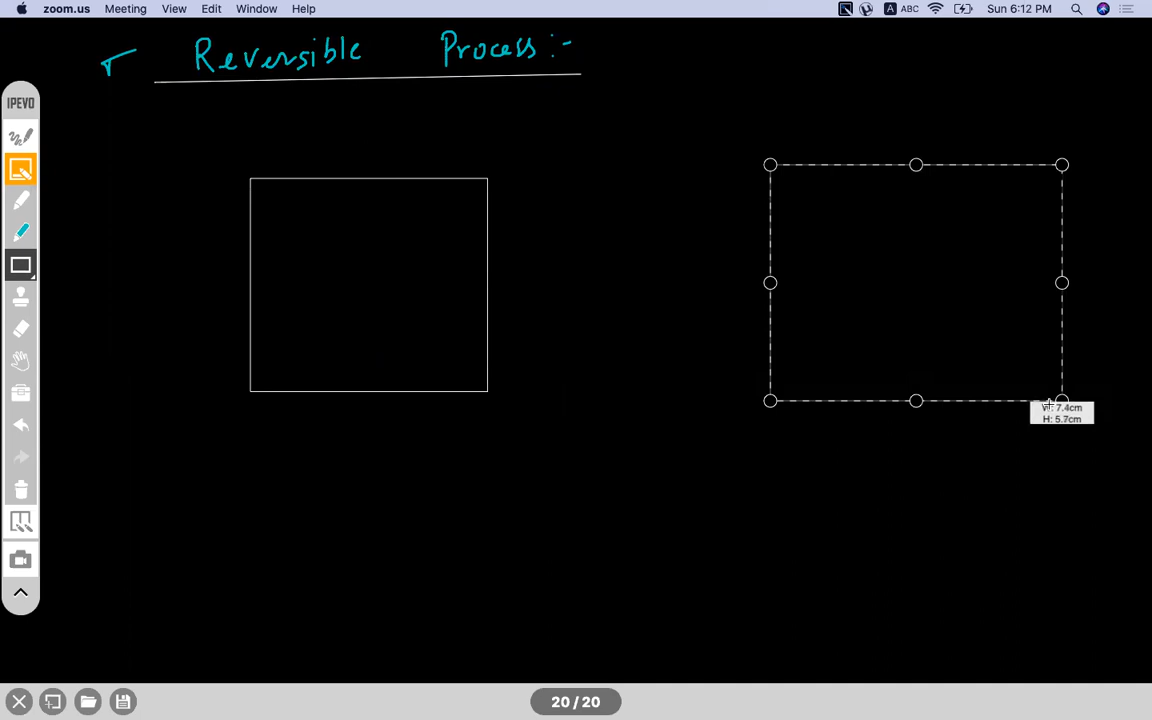 zoom.us Meeting View Edit Window Help A ABC Sun 6:12 PM
Reversible Process :-
IPEVO
W: 7.4cm
H: 5.7cm
20 / 20